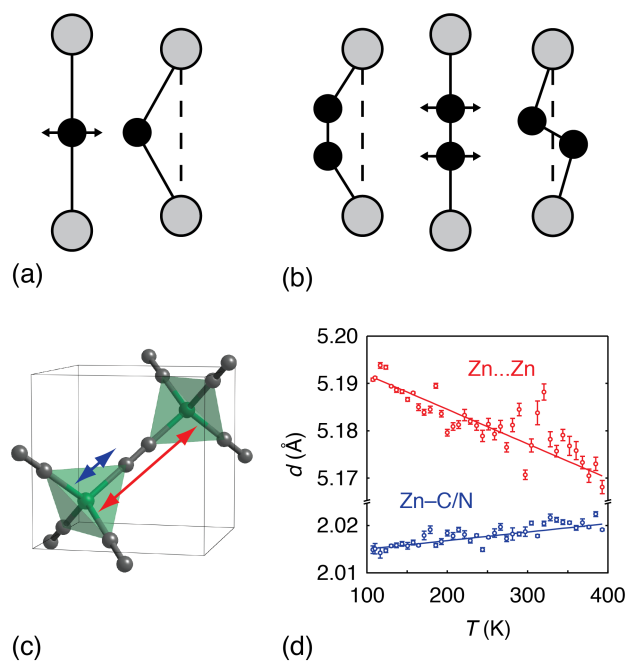 (a)
(b)
(c)
5.20
5.19
5.18
5.17
2.02
2.01
d (Å)
Zn...Zn
Zn–C/N
100
200
300
400
T (K)
(d)